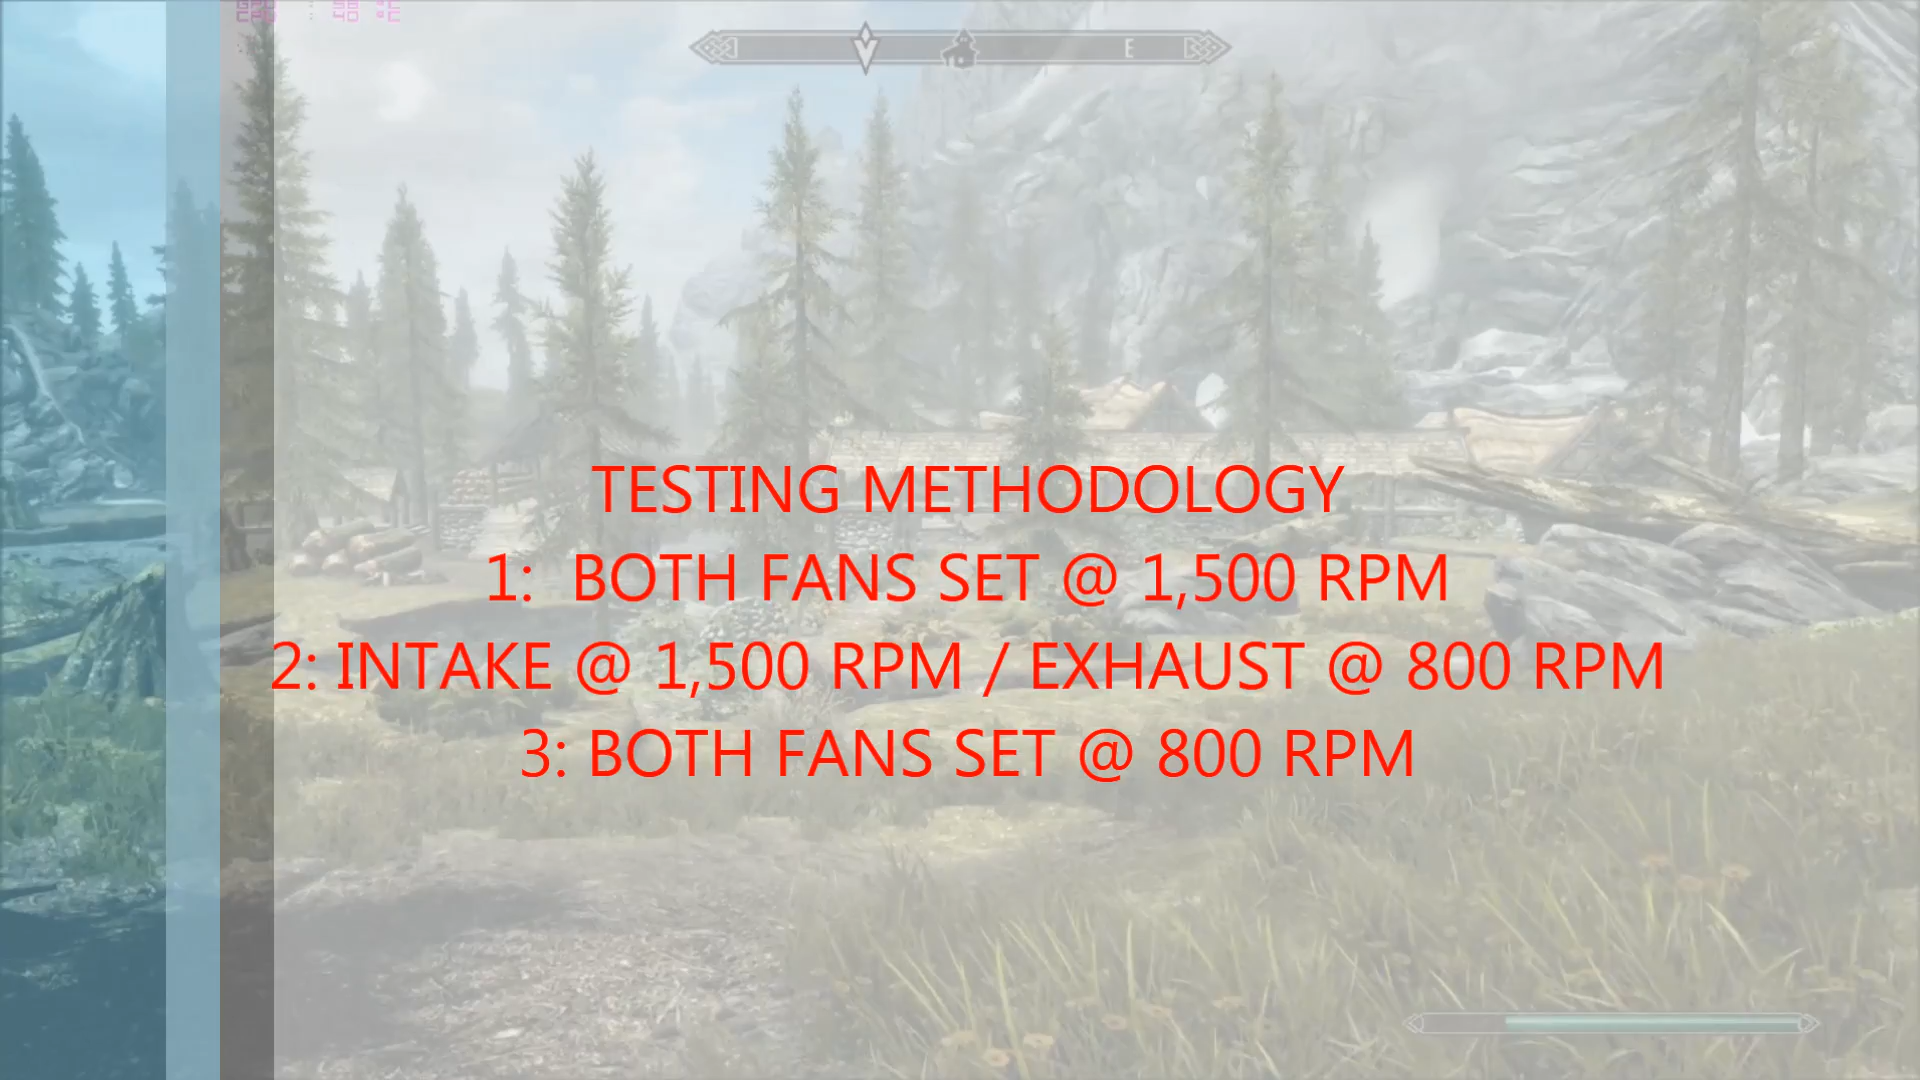 E
TESTING METHODOLOGY
1: BOTH FANS SET @ 1,500 RPM
2: INTAKE @ 1,500 RPM / EXHAUST @ 800 RPM
3: BOTH FANS SET @ 800 RPM